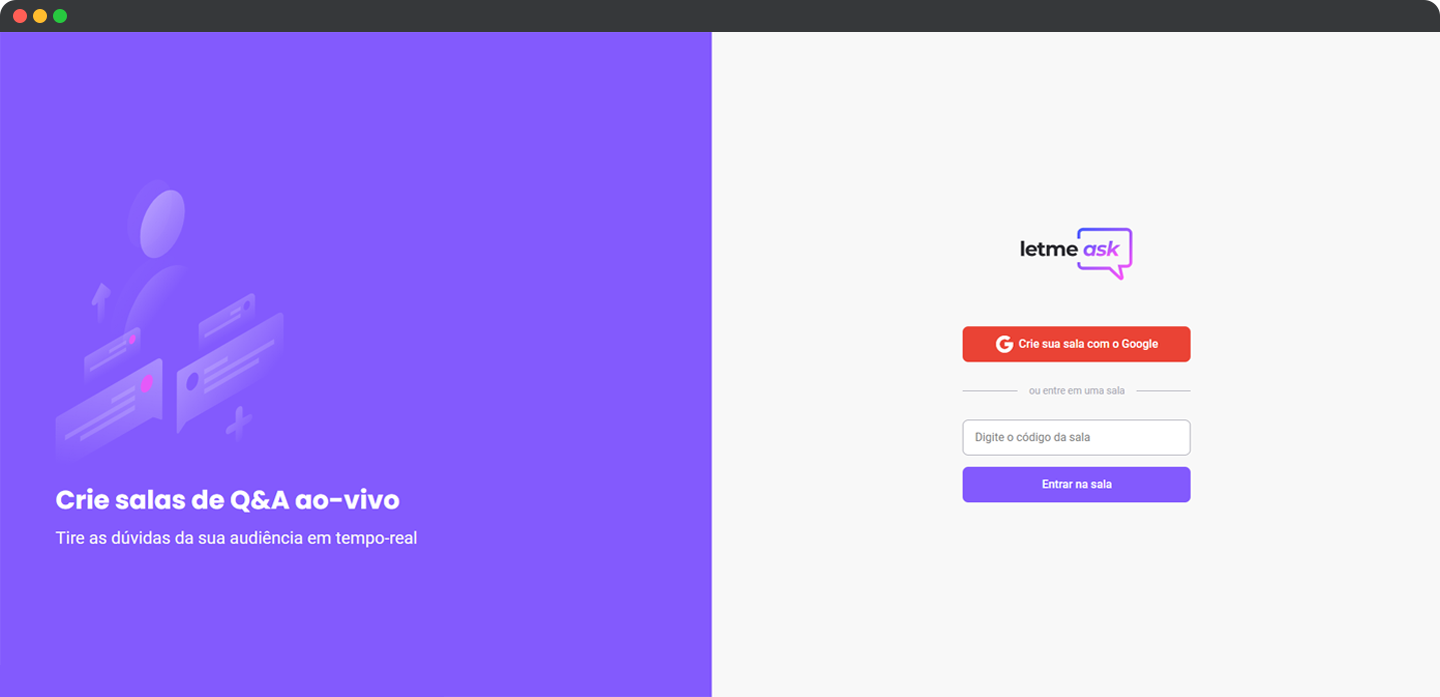 Crie salas de Q&A ao-vivo
Tire as dúvidas da sua audiência em tempo-real
letme ask
Crie sua sala com o Google
ou entre em uma sala
Digite o código da sala
Entrar na sala